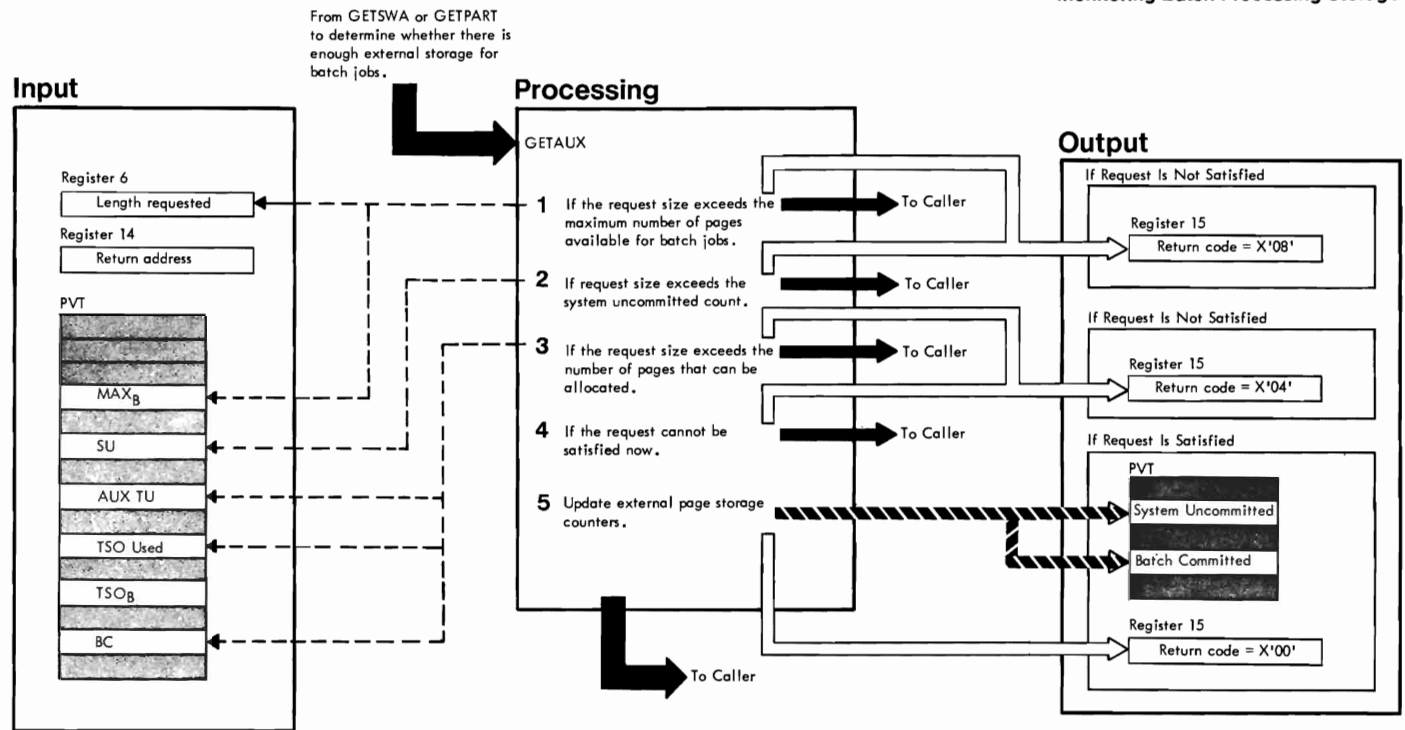 From GETSWA or GETPART
to determine whether there is
enough external storage for
batch jobs.
Input
Register 6
Length requested
Register 14
Return address
PVT
MAXB
SU
AUX TU
TSO Used
TSOB
BC
Processing
GETAUX
1 If the request size exceeds the
maximum number of pages
available for batch jobs.
To Caller
2 If request size exceeds the
system uncommitted count.
To Caller
3 If the request size exceeds the
number of pages that can be
allocated.
To Caller
4 If the request cannot be
satisfied now.
To Caller
5 Update external page storage
counters.
To Caller
Output
If Request Is Not Satisfied
Register 15
Return code = X'08'
If Request Is Not Satisfied
Register 15
Return code = X'04'
If Request Is Satisfied
PVT
System Uncommitted
Batch Committed
Register 15
Return code = X'00'